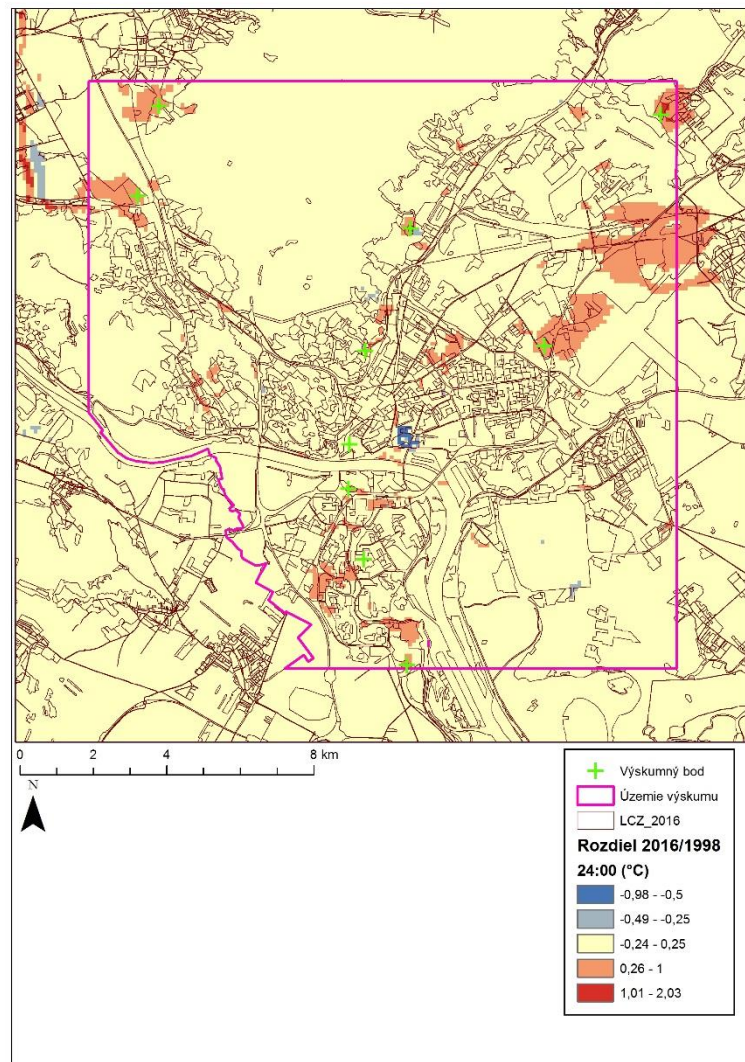 0 2 4 8 km
N
Výskumný bod
Územie výskumu
LCZ_2016
Rozdiel 2016/1998
24:00 (°C)
-0,98 - -0,5
-0,49 - -0,25
-0,24 - 0,25
0,26 - 1
1,01 - 2,03